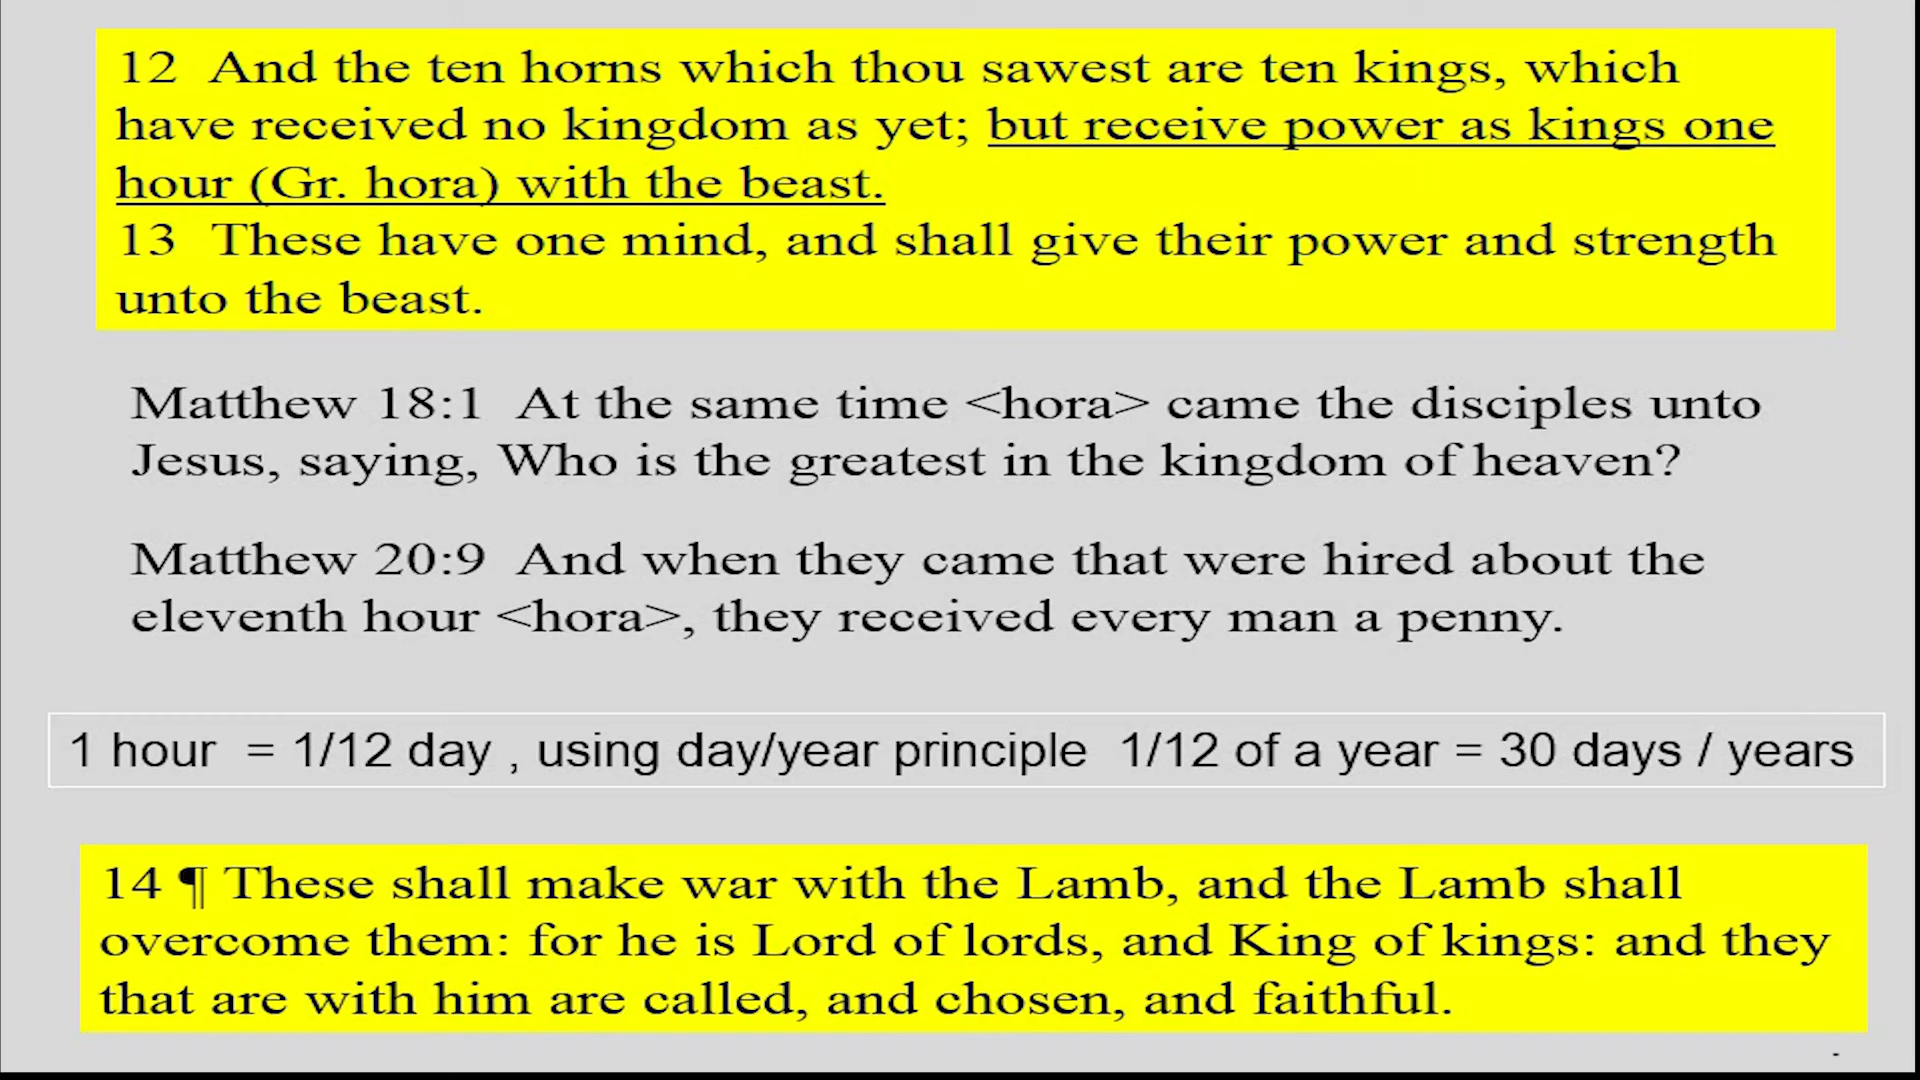 12 And the ten horns which thou sawest are ten kings, which
have received no kingdom as yet; but receive power as kings one
hour (Gr. hora) with the beast.
13 These have one mind, and shall give their power and strength
unto the beast.
Matthew 18:1 At the same time <hora> came the disciples unto
Jesus, saying, Who is the greatest in the kingdom of heaven?
Matthew 20:9 And when they came that were hired about the
eleventh hour <hora>, they received every man a penny.
1 hour = 1/12 day , using day/year principle 1/12 of a year = 30 days / years
14 ¶ These shall make war with the Lamb, and the Lamb shall
overcome them: for he is Lord of lords, and King of kings: and they
that are with him are called, and chosen, and faithful.